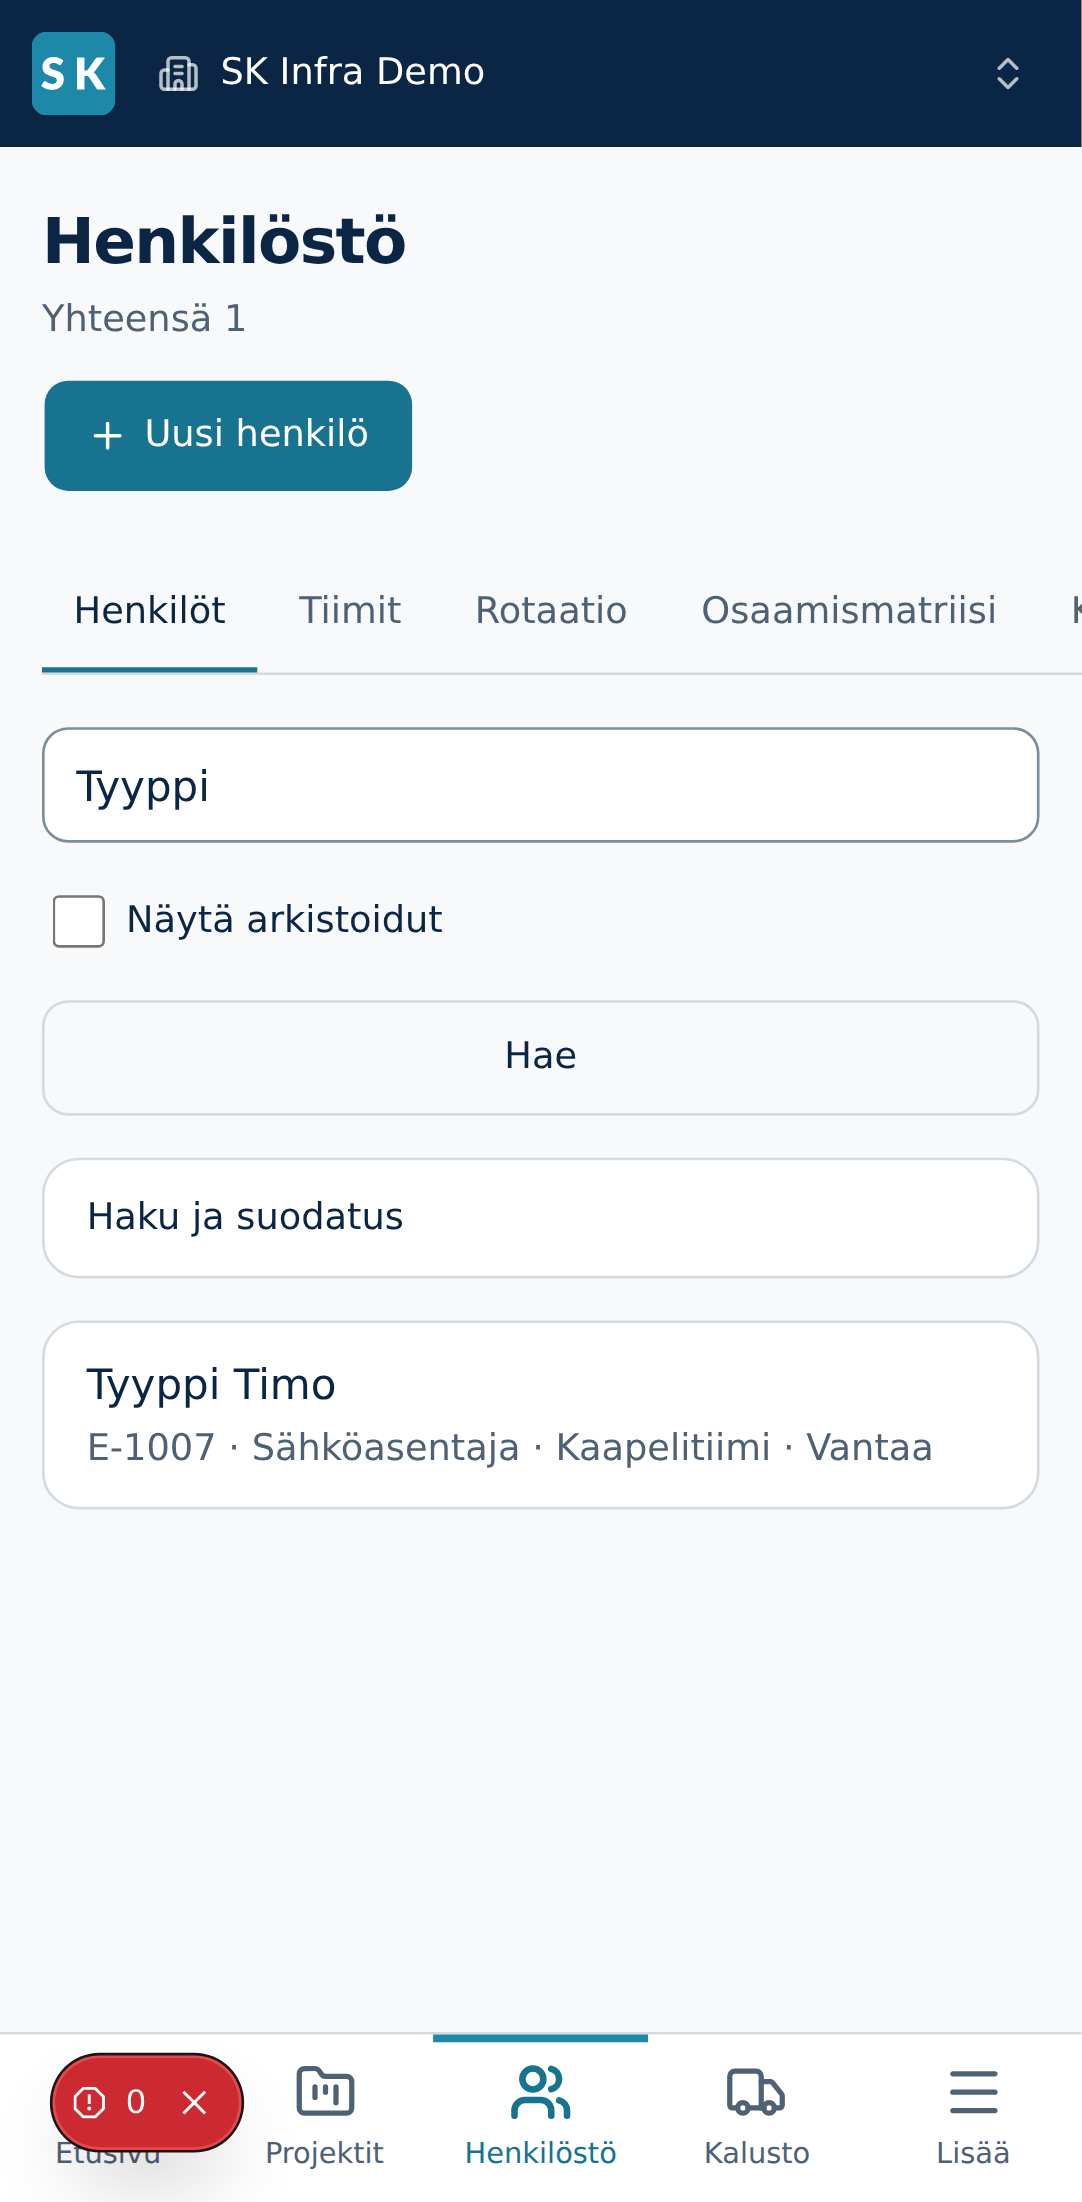 SK SK Infra Demo
Henkilöstö
Yhteensä 1
+ Uusi henkilö
Henkilöt Tiimit Rotaatio Osaamismatriisi
Tyyppi
Näytä arkistoidut
Hae
Haku ja suodatus
Tyyppi Timo
E-1007 · Sähköasentaja · Kaapelitiimi · Vantaa
0
Etusivu Projektit Henkilöstö Kalusto Lisää